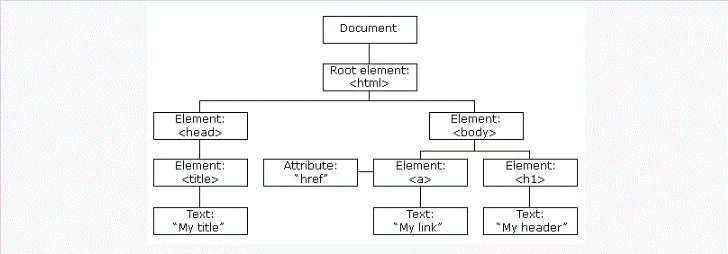 Document
Root element:
<html>
Element:
<head>
Element:
<body>
Element:
<title>
Attribute:
“href”
Element:
<a>
Element:
<h1>
Text:
“My title”
Text:
“My link”
Text:
“My header”